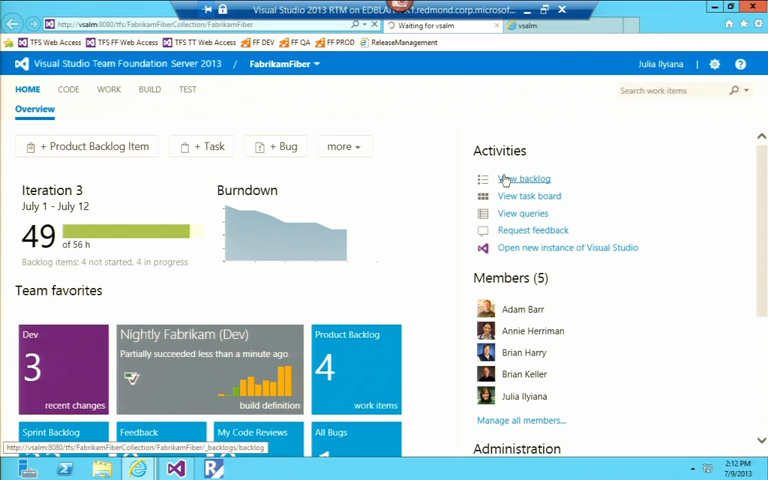 Visual Studio 2013 RTM on EDBLA
1.redmond.corp.microsof...
http://vsalm:8080/tfs/FabrikamFiberCollection/FabrikamFiber
Waiting for vsalm
vsalm
TFS Web Access
TFS FF Web Access
TFS TT Web Access
FF DEV
FF QA
FF PROD
ReleaseManagement
Visual Studio Team Foundation Server 2013 / FabrikamFiber
Julia Ilyiana
HOME
CODE
WORK
BUILD
TEST
Search work items
Overview
+ Product Backlog Item
+ Task
+ Bug
more
Iteration 3
July 1 - July 12
49
of 56 h
Backlog items: 4 not started, 4 in progress
Burndown
Team favorites
Dev
3
recent changes
Nightly Fabrikam (Dev)
Partially succeeded less than a minute ago
build definition
Product Backlog
4
work items
Sprint Backlog
Feedback
My Code Reviews
All Bugs
Activities
View backlog
View task board
View queries
Request feedback
Open new instance of Visual Studio
Members (5)
Adam Barr
Annie Herriman
Brian Harry
Brian Keller
Julia Ilyiana
Manage all members...
Administration
http://vsalm:8080/tfs/FabrikamFiberCollection/FabrikamFiber/_backlogs/backlog
2:12 PM
7/9/2013